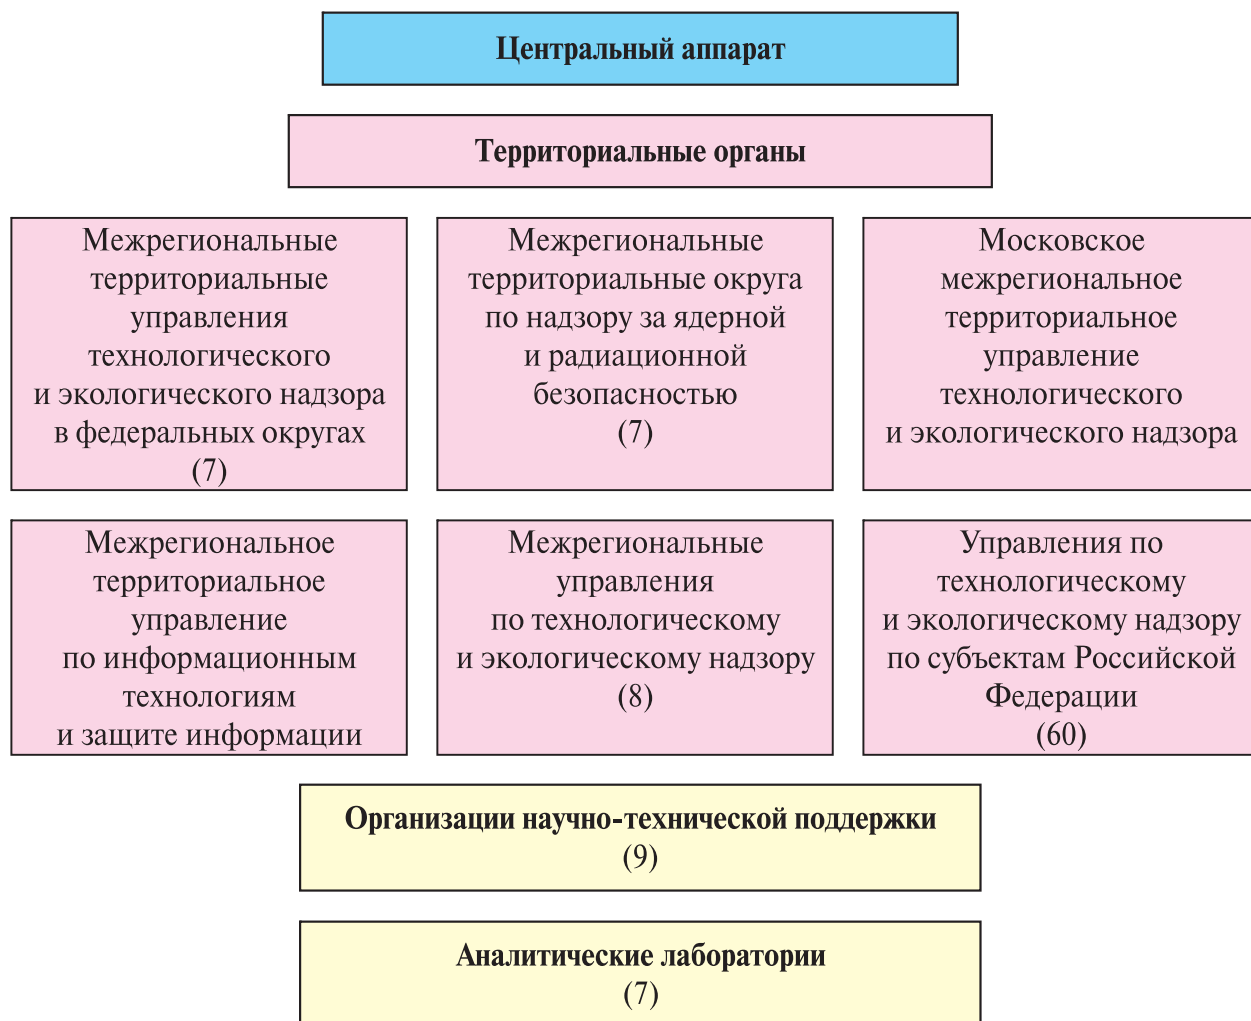 Центральный аппарат
Территориальные органы
Межрегиональные
территориальные
управления
технологического
и экологического надзора
в федеральных округах
(7)
Межрегиональные
территориальные округа
по надзору за ядерной
и радиационной
безопасностью
(7)
Московское
межрегиональное
территориальное
управление
технологического
и экологического надзора
Межрегиональное
территориальное
управление
по информационным
технологиям
и защите информации
Межрегиональные
управления
по технологическому
и экологическому надзору
(8)
Управления по
технологическому
и экологическому надзору
по субъектам Российской
Федерации
(60)
Организации научно-технической поддержки
(9)
Аналитические лаборатории
(7)